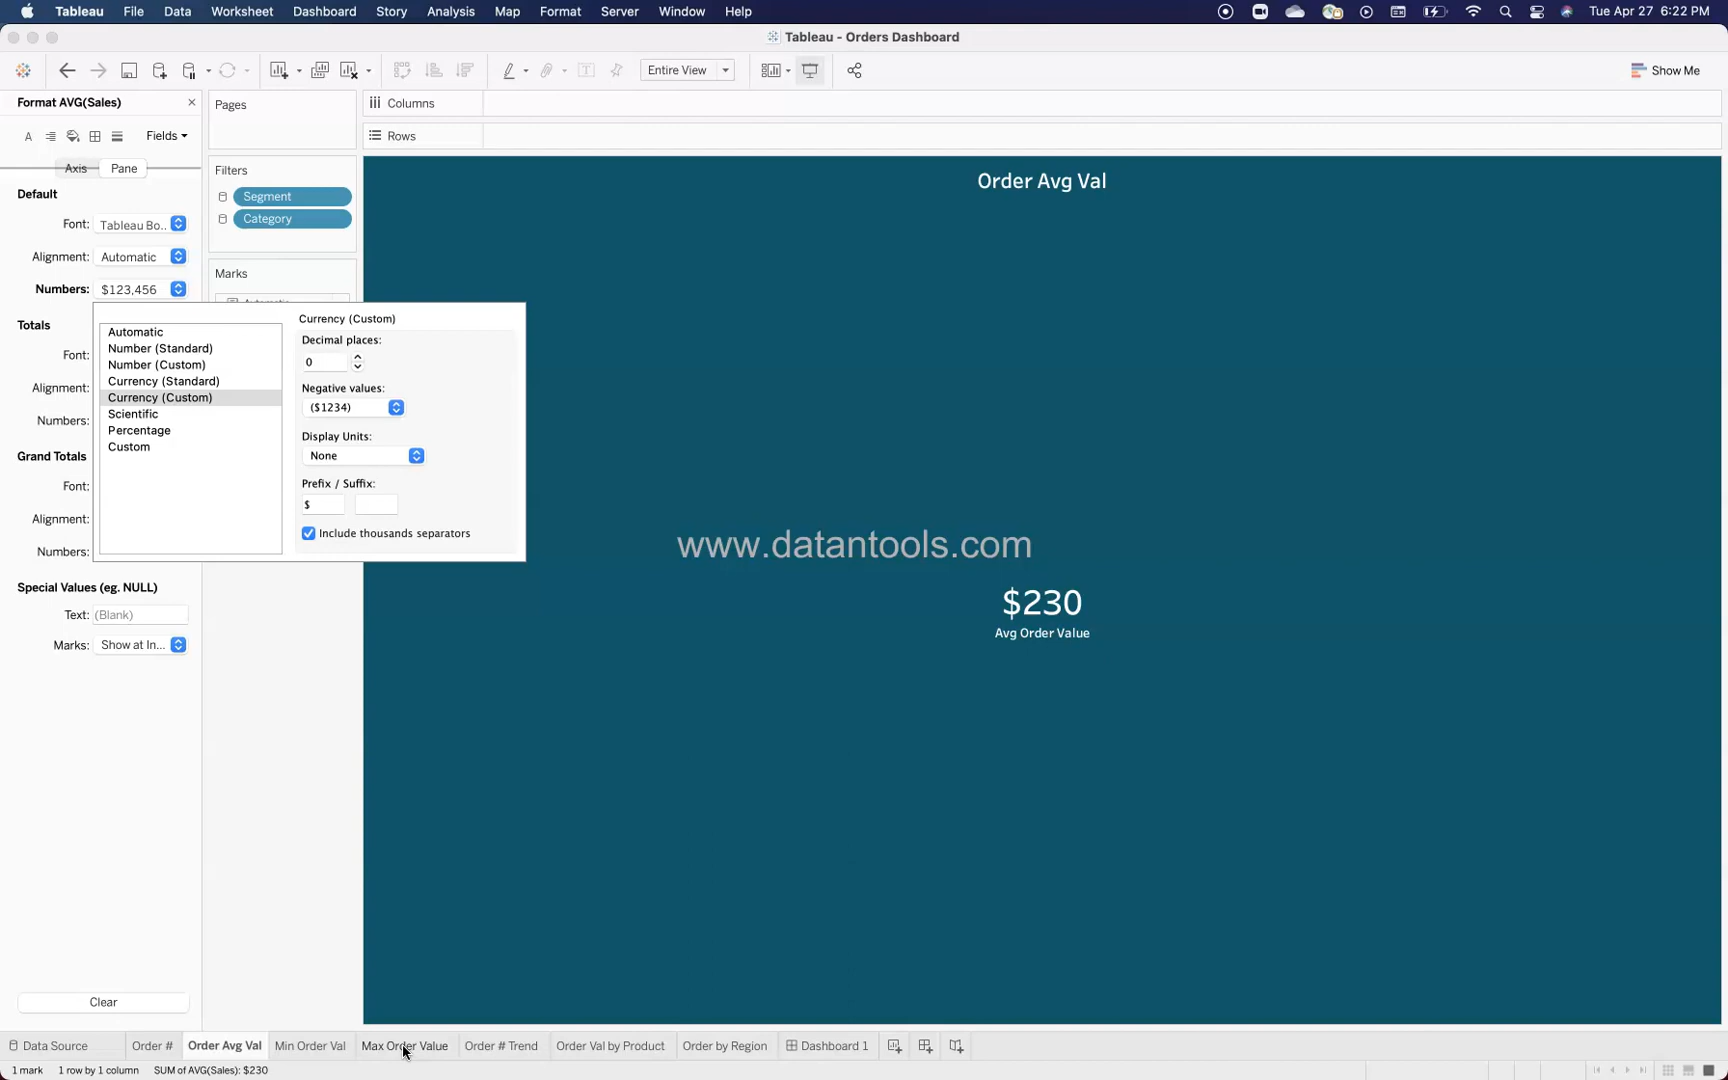 Tableau File Data Worksheet Dashboard Story Analysis Map Format Server Window Help Tue Apr 27 6:22 PM
Tableau - Orders Dashboard
Entire View Show Me
Format AVG(Sales) ×
Pages
Columns
A Fields
Rows
Axis Pane
Filters
Default
Segment
Category
Font: Tableau Bo..
Alignment: Automatic
Marks
Numbers: $123,456
Order Avg Val
Totals
Font:
Alignment:
Numbers:
Grand Totals
Font:
Alignment:
Numbers:
Automatic
Number (Standard)
Number (Custom)
Currency (Standard)
Currency (Custom)
Scientific
Percentage
Custom
Currency (Custom)
Decimal places:
0
Negative values:
($1234)
Display Units:
None
Prefix / Suffix:
$
Include thousands separators
www.datantools.com
$230
Avg Order Value
Special Values (eg. NULL)
Text: (Blank)
Marks: Show at In...
Clear
Data Source Order # Order Avg Val Min Order Val Max Order Value Order # Trend Order Val by Product Order by Region Dashboard 1
1 mark 1 row by 1 column SUM of AVG(Sales): $230